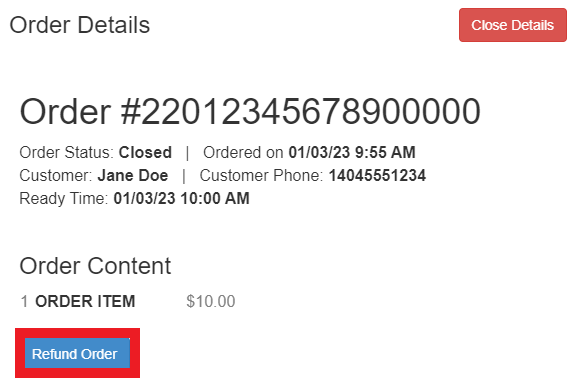 Order Details
Close Details
Order #22012345678900000
Order Status: Closed | Ordered on 01/03/23 9:55 AM
Customer: Jane Doe | Customer Phone: 14045551234
Ready Time: 01/03/23 10:00 AM
Order Content
1 ORDER ITEM $10.00
Refund Order